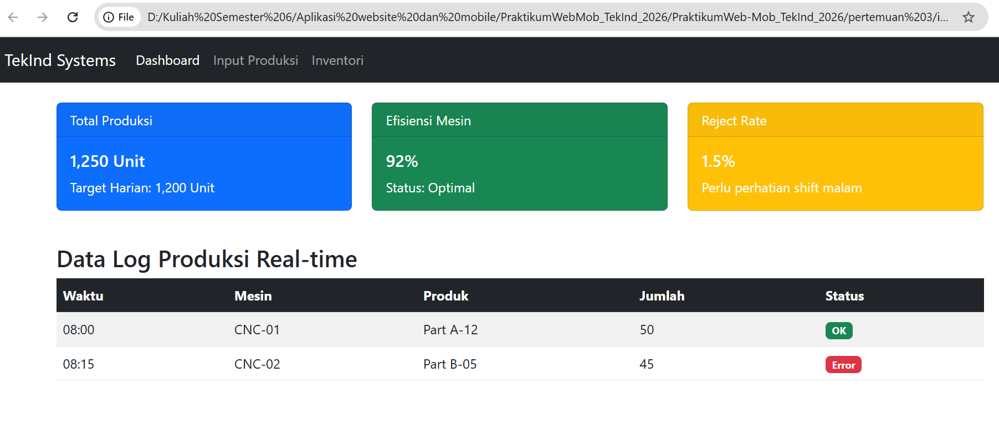 File D:/Kuliah%20Semester%206/Aplikasi%20website%20dan%20mobile/PraktikumWebMob_TekInd_2026/PraktikumWeb-Mob_TekInd_2026/pertemuan%203/i...
TekInd Systems Dashboard Input Produksi Inventori
Total Produksi
1,250 Unit
Target Harian: 1,200 Unit
Efisiensi Mesin
92%
Status: Optimal
Reject Rate
1.5%
Perlu perhatian shift malam
Data Log Produksi Real-time
Waktu Mesin Produk Jumlah Status
08:00 CNC-01 Part A-12 50 OK
08:15 CNC-02 Part B-05 45 Error